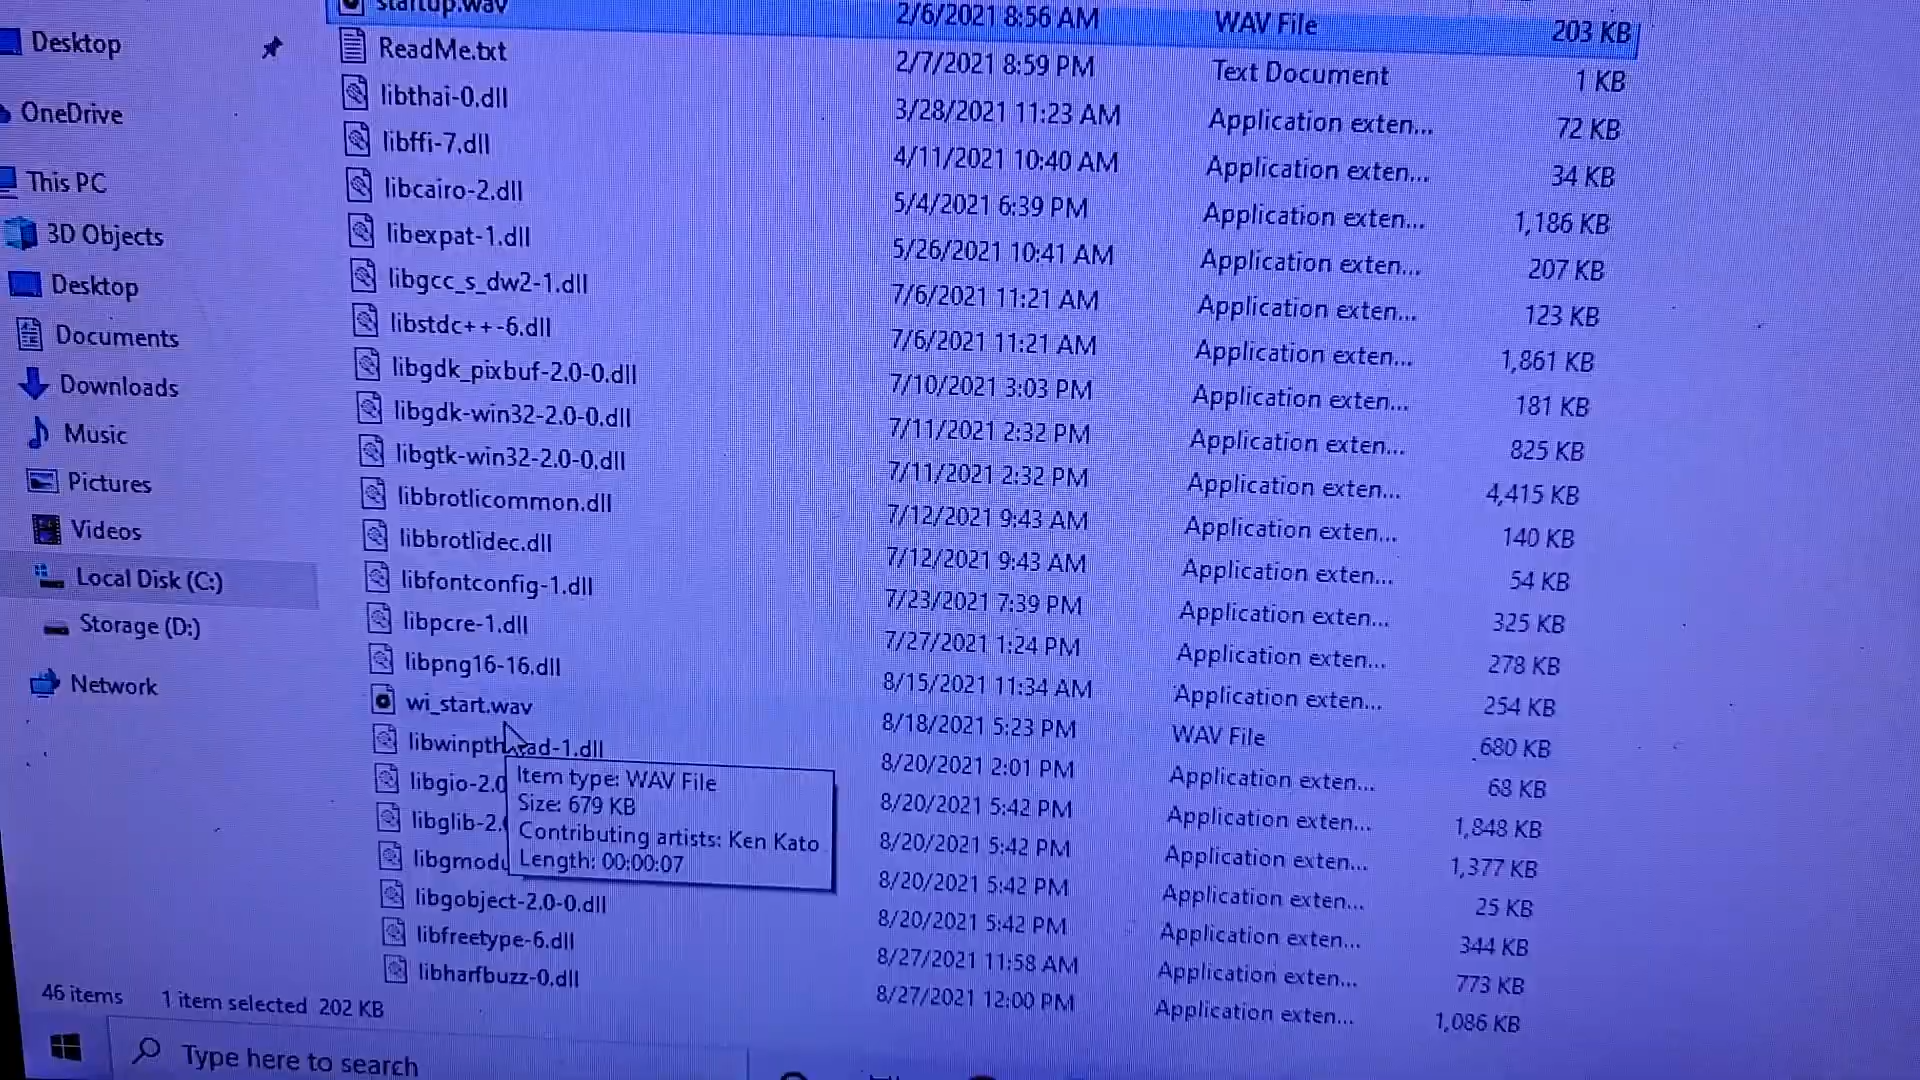 startup.wav 2/6/2021 8:56 AM WAV File 203 KB
Desktop ReadMe.txt 2/7/2021 8:59 PM Text Document 1 KB
libthai-0.dll 3/28/2021 11:23 AM Application exten... 72 KB
OneDrive libffi-7.dll 4/11/2021 10:40 AM Application exten... 34 KB
This PC libcairo-2.dll 5/4/2021 6:39 PM Application exten... 1,186 KB
3D Objects libexpat-1.dll 5/26/2021 10:41 AM Application exten... 207 KB
Desktop libgcc_s_dw2-1.dll 7/6/2021 11:21 AM Application exten... 123 KB
Documents libstdc++-6.dll 7/6/2021 11:21 AM Application exten... 1,861 KB
Downloads libgdk_pixbuf-2.0-0.dll 7/10/2021 3:03 PM Application exten... 181 KB
Music libgdk-win32-2.0-0.dll 7/11/2021 2:32 PM Application exten... 825 KB
libgtk-win32-2.0-0.dll 7/11/2021 2:32 PM Application exten... 4,415 KB
Pictures libbrotlicommon.dll 7/12/2021 9:43 AM Application exten... 140 KB
Videos libbrotlidec.dll 7/12/2021 9:43 AM Application exten... 54 KB
Local Disk (C:) libfontconfig-1.dll 7/23/2021 7:39 PM Application exten... 325 KB
Storage (D:) libpcre-1.dll 7/27/2021 1:24 PM Application exten... 278 KB
libpng16-16.dll 8/15/2021 11:34 AM Application exten... 254 KB
Network wi_start.wav 8/18/2021 5:23 PM WAV File 680 KB
libwinpthread-1.dll 8/20/2021 2:01 PM Application exten... 68 KB
libgio-2.0 8/20/2021 5:42 PM Application exten... 1,848 KB
libglib-2. 8/20/2021 5:42 PM Application exten... 1,377 KB
libgmodu 8/20/2021 5:42 PM Application exten... 25 KB
Item type: WAV File
Size: 679 KB
Contributing artists: Ken Kato
Length: 00:00:07
libgobject-2.0-0.dll 8/20/2021 5:42 PM Application exten... 344 KB
libfreetype-6.dll 8/27/2021 11:58 AM Application exten... 773 KB
libharfbuzz-0.dll 8/27/2021 12:00 PM Application exten... 1,086 KB
46 items 1 item selected 202 KB
Type here to search